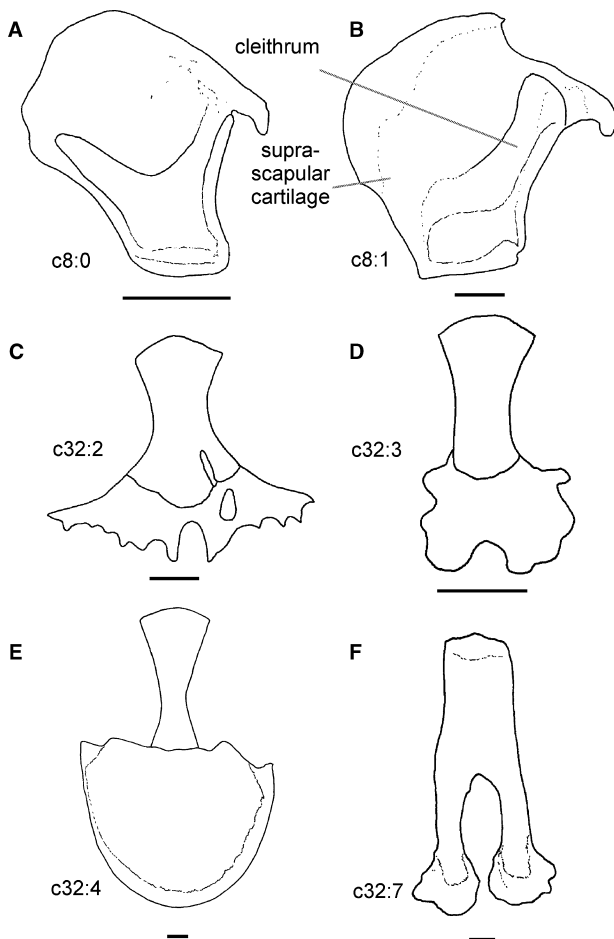 A
B
cleithrum
supra-
scapular
cartilage
c8:0
c8:1
C
D
c32:2
c32:3
E
F
c32:4
c32:7